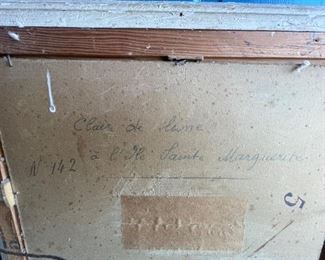 Clair de Lune
à l'Ile Sainte Marguerite
N° 142
5